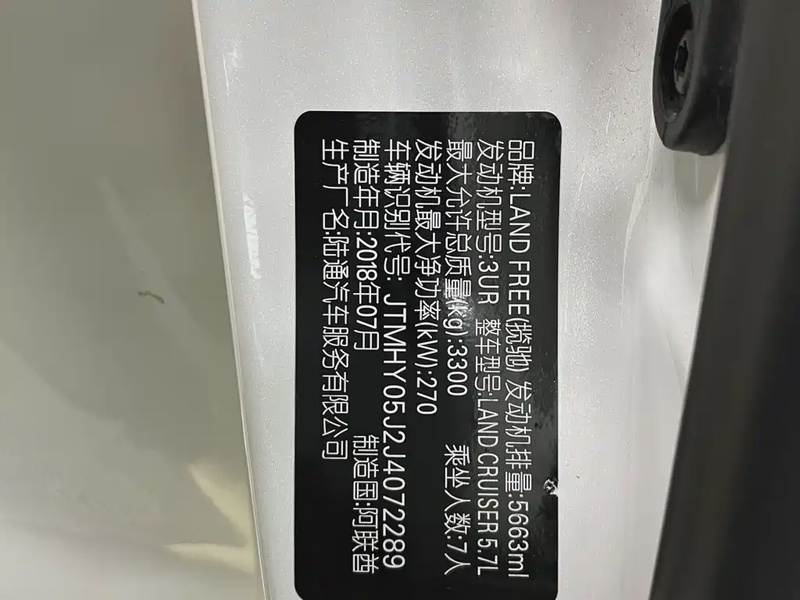 品牌:LAND FREE(揽驰) 发动机排量:5663ml
发动机型号:3UR 整车型号:LAND CRUISER 5.7L
最大允许总质量(kg):3300 乘坐人数:7人
发动机最大净功率(kW):270
车辆识别代号: JTMHY05J2J4072289
制造年月:2018年07月 制造国:阿联酋
生产厂名:陆通汽车服务有限公司